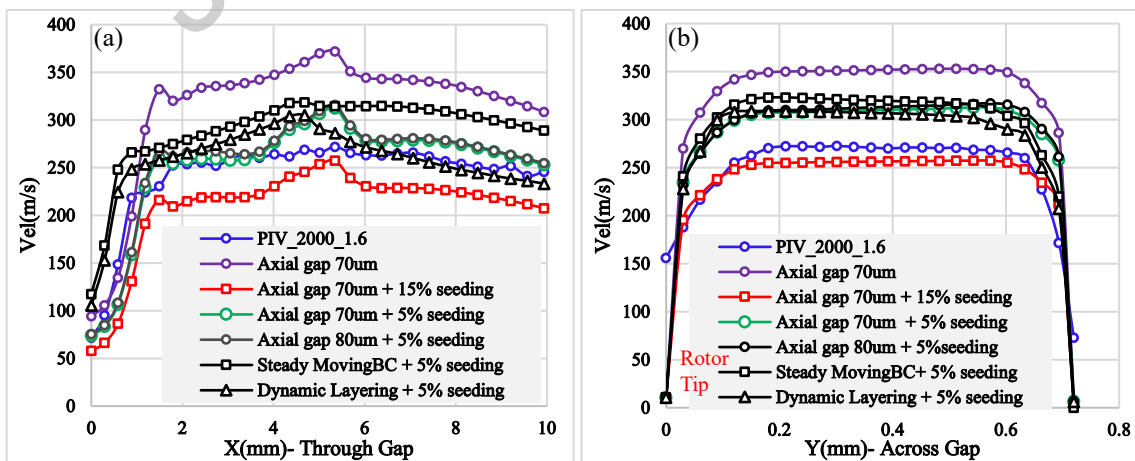 (a)
400
350
300
250
200
150
100
50
0
Vel(m/s)
PIV_2000_1.6
Axial gap 70um
Axial gap 70um + 15% seeding
Axial gap 70um + 5% seeding
Axial gap 80um + 5% seeding
Steady MovingBC + 5% seeding
Dynamic Layering + 5% seeding
0 2 4 6 8 10
X(mm)- Through Gap
(b)
400
350
300
250
200
150
100
50
0
Vel(m/s)
PIV_2000_1.6
Axial gap 70um
Axial gap 70um + 15% seeding
Axial gap 70um + 5% seeding
Axial gap 80um + 5%seeding
Steady MovingBC+ 5% seeding
Dynamic Layering + 5% seeding
Rotor
Tip
0 0.2 0.4 0.6 0.8
Y(mm)- Across Gap